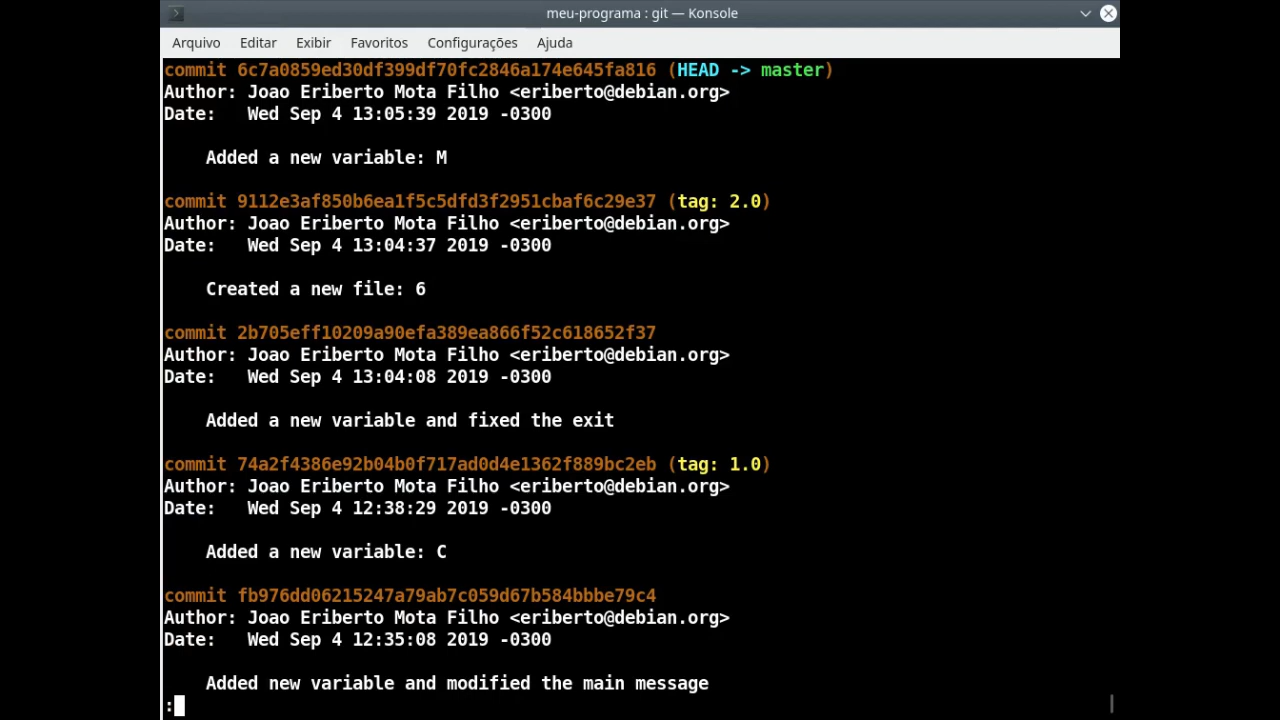 meu-programa : git — Konsole
Arquivo Editar Exibir Favoritos Configurações Ajuda
commit 6c7a0859ed30df399df70fc2846a174e645fa816 (HEAD -> master)
Author: Joao Eriberto Mota Filho <eriberto@debian.org>
Date:   Wed Sep 4 13:05:39 2019 -0300
    Added a new variable: M
commit 9112e3af850b6ea1f5c5dfd3f2951cbaf6c29e37 (tag: 2.0)
Author: Joao Eriberto Mota Filho <eriberto@debian.org>
Date:   Wed Sep 4 13:04:37 2019 -0300
    Created a new file: 6
commit 2b705eff10209a90efa389ea866f52c618652f37
Author: Joao Eriberto Mota Filho <eriberto@debian.org>
Date:   Wed Sep 4 13:04:08 2019 -0300
    Added a new variable and fixed the exit
commit 74a2f4386e92b04b0f717ad0d4e1362f889bc2eb (tag: 1.0)
Author: Joao Eriberto Mota Filho <eriberto@debian.org>
Date:   Wed Sep 4 12:38:29 2019 -0300
    Added a new variable: C
commit fb976dd06215247a79ab7c059d67b584bbbe79c4
Author: Joao Eriberto Mota Filho <eriberto@debian.org>
Date:   Wed Sep 4 12:35:08 2019 -0300
    Added new variable and modified the main message
: